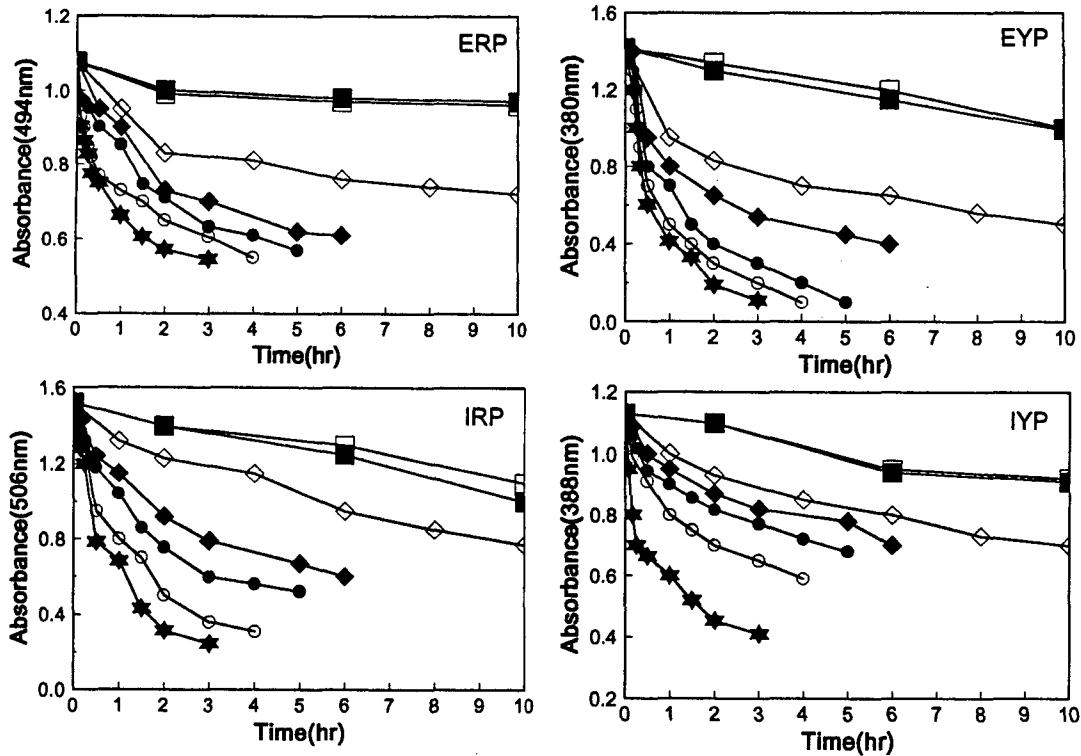 ERP
Absorbance(494nm)
1.2
1.0
0.8
0.6
0.4
0 1 2 3 4 5 6 7 8 9 10
Time(hr)
EYP
Absorbance(380nm)
1.6
1.2
0.8
0.4
0.0
0 1 2 3 4 5 6 7 8 9 10
Time(hr)
IRP
Absorbance(506nm)
1.6
1.2
0.8
0.4
0.0
0 1 2 3 4 5 6 7 8 9 10
Time(hr)
IYP
Absorbance(388nm)
1.2
1.0
0.8
0.6
0.4
0.2
0 1 2 3 4 5 6 7 8 9 10
Time(hr)